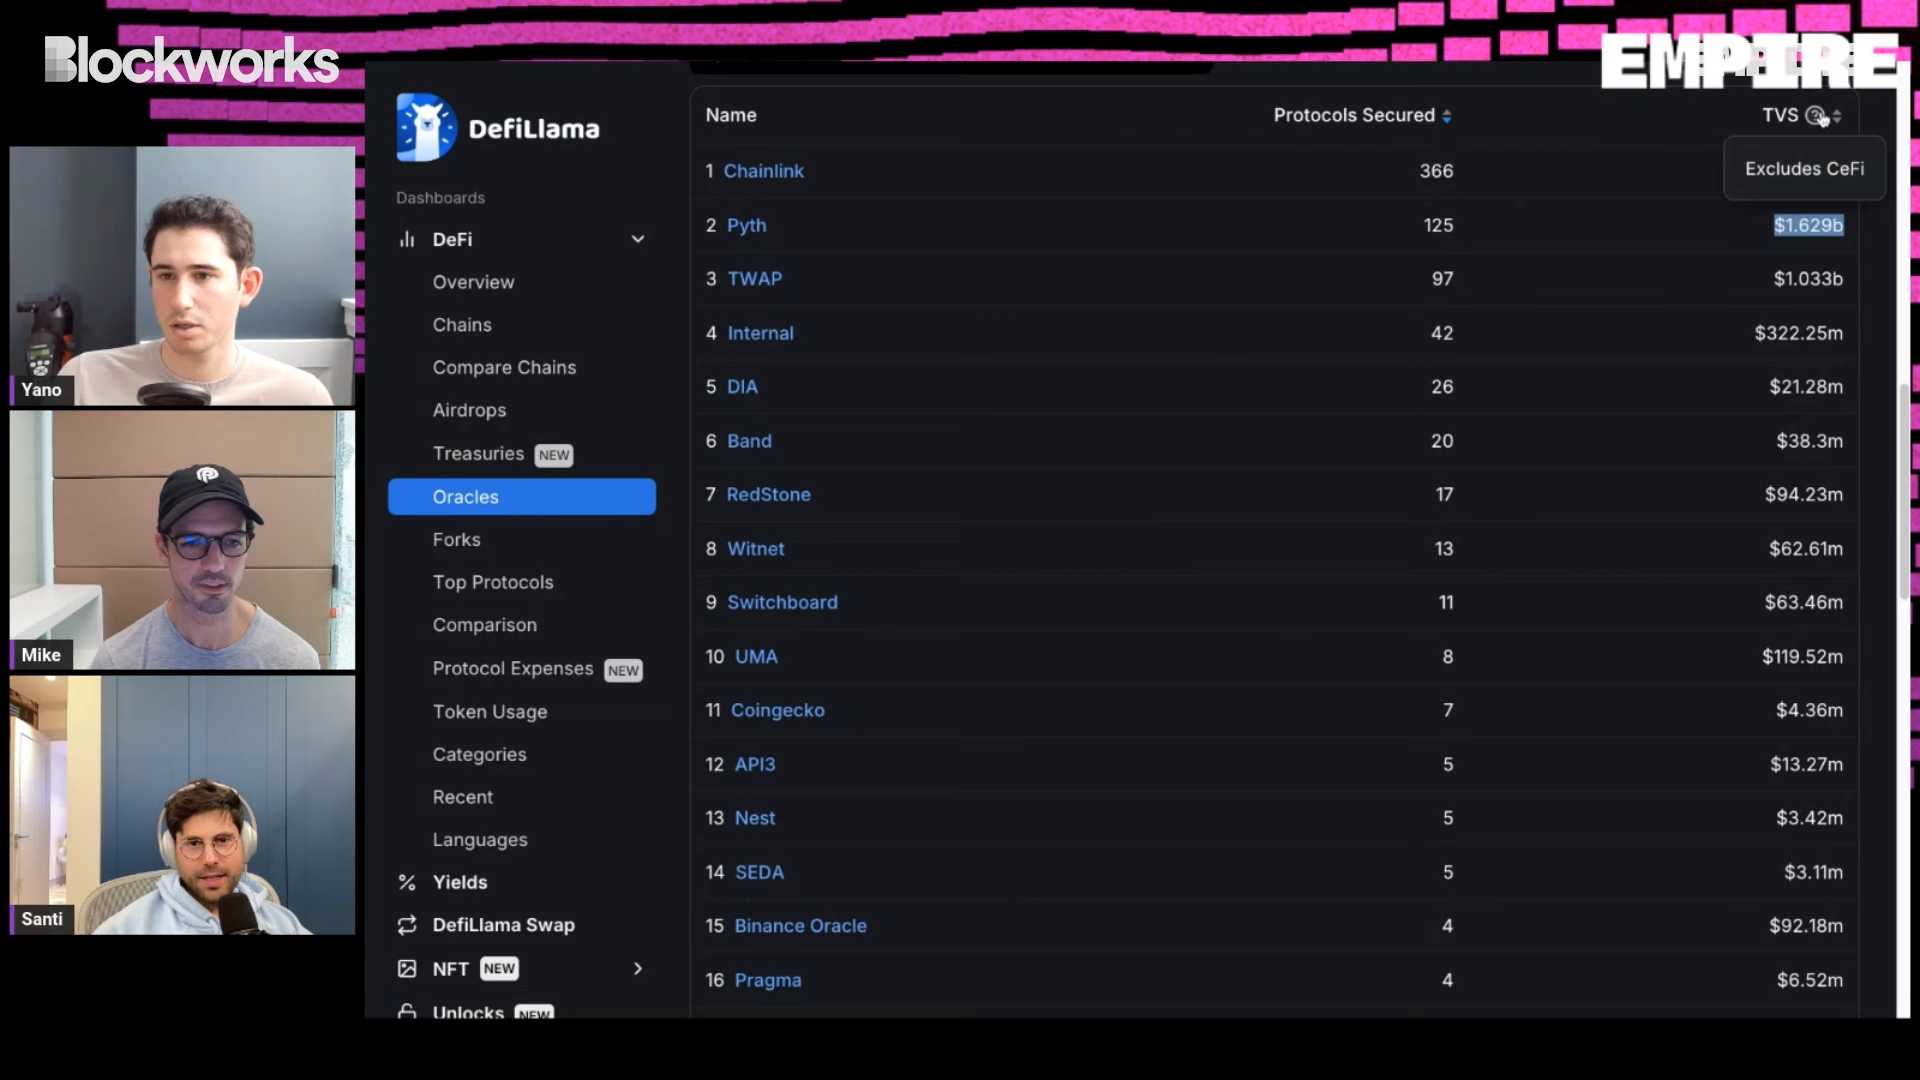 Blockworks
EMPIRE
DefiLlama
Dashboards
DeFi
Overview
Chains
Compare Chains
Airdrops
Treasuries NEW
Oracles
Forks
Top Protocols
Comparison
Protocol Expenses NEW
Token Usage
Categories
Recent
Languages
Yields
DefiLlama Swap
NFT NEW
Unlocks NEW
Name Protocols Secured TVS
Excludes CeFi
1 Chainlink 366
2 Pyth 125 $1.629b
3 TWAP 97 $1.033b
4 Internal 42 $322.25m
5 DIA 26 $21.28m
6 Band 20 $38.3m
7 RedStone 17 $94.23m
8 Witnet 13 $62.61m
9 Switchboard 11 $63.46m
10 UMA 8 $119.52m
11 Coingecko 7 $4.36m
12 API3 5 $13.27m
13 Nest 5 $3.42m
14 SEDA 5 $3.11m
15 Binance Oracle 4 $92.18m
16 Pragma 4 $6.52m
Yano
Mike
Santi